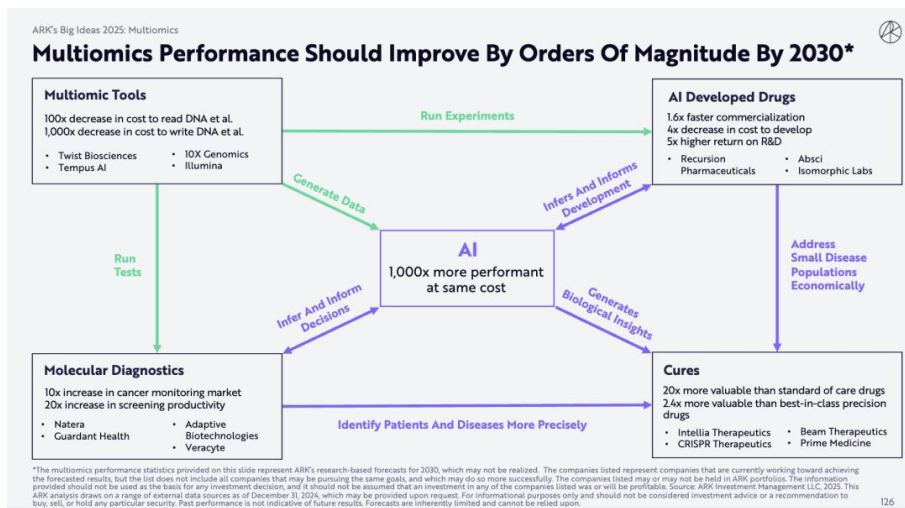 ARK's Big Ideas 2025: Multiomics
Multiomics Performance Should Improve By Orders Of Magnitude By 2030*
Multiomic Tools
100x decrease in cost to read DNA et al.
1,000x decrease in cost to write DNA et al.
• Twist Biosciences
• Tempus AI
• 10X Genomics
• Illumina
Run Experiments
AI Developed Drugs
1.6x faster commercialization
4x decrease in cost to develop
5x higher return on R&D
• Recursion
Pharmaceuticals
• Absci
• Isomorphic Labs
Generate Data
Infers And Informs
Development
Run
Tests
AI
1,000x more performant
at same cost
Address
Small Disease
Populations
Economically
Infer And Inform
Decisions
Generates
Biological Insights
Molecular Diagnostics
10x increase in cancer monitoring market
20x increase in screening productivity
• Natera
• Guardant Health
• Adaptive
Biotechnologies
• Veracyte
Identify Patients And Diseases More Precisely
Cures
20x more valuable than standard of care drugs
2.4x more valuable than best-in-class precision
drugs
• Intellia Therapeutics
• CRISPR Therapeutics
• Beam Therapeutics
• Prime Medicine
*The multiomics performance statistics provided on this slide represent ARK's research-based forecasts for 2030, which may not be realized. The companies listed represent companies that are currently working toward achieving
the forecasted results, but the list does not include all companies that may be pursuing the same goals, and which may do so more successfully. The companies listed may or may not be held in ARK portfolios. The information
provided should not be used as the basis for any investment decision, and it should not be assumed that an investment in any of the companies listed was or will be profitable. Source: ARK Investment Management LLC, 2025. This
ARK analysis draws on a range of external data sources as of December 31, 2024, which may be provided upon request. For informational purposes only and should not be considered investment advice or a recommendation to
buy, sell, or hold any particular security. Past performance is not indicative of future results. Forecasts are inherently limited and cannot be relied upon.
126